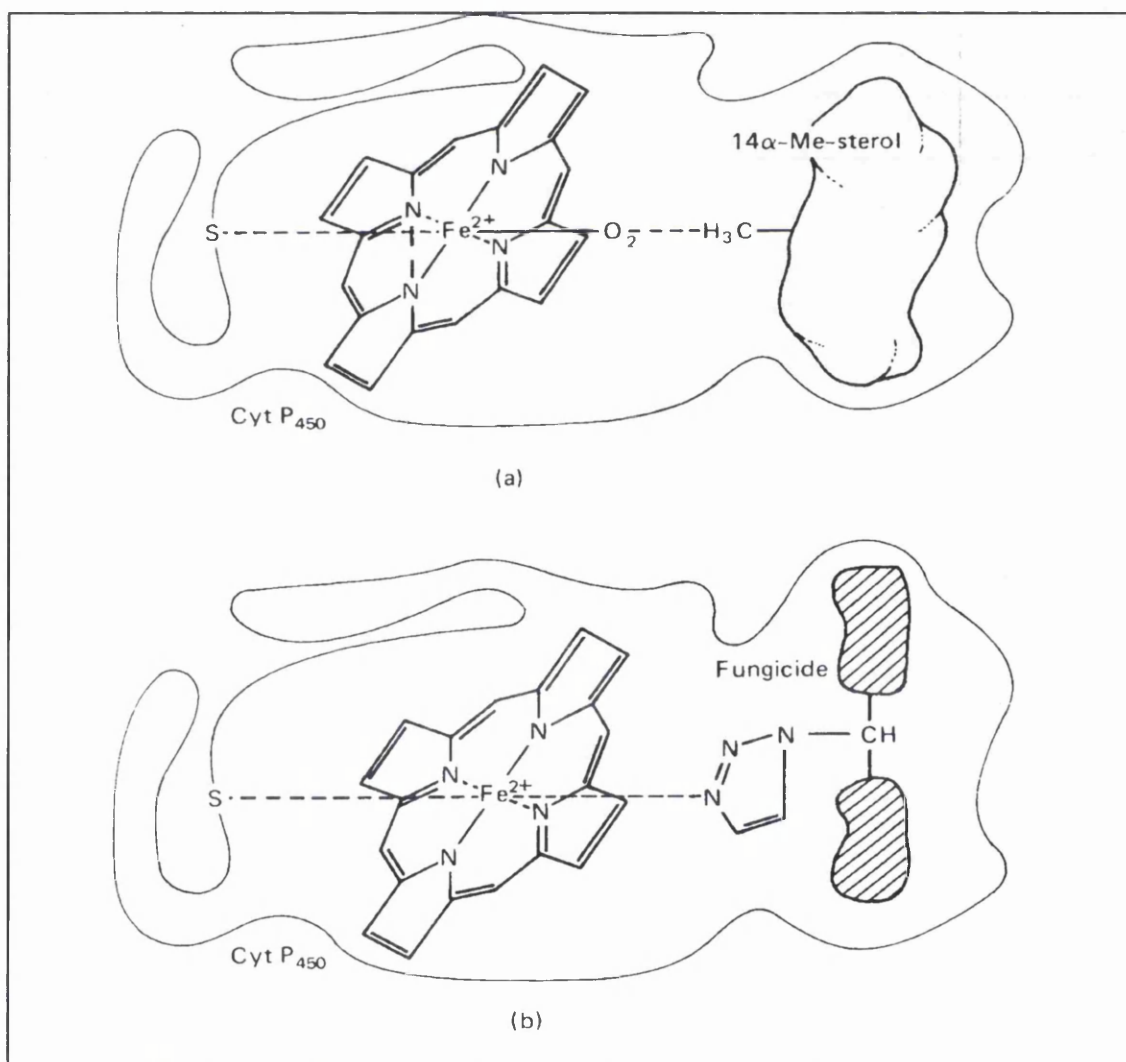 14α-Me-sterol
N
N
S
Fe²⁺
O₂
H₃C
N
N
Cyt P₄₅₀
(a)
Fungicide
N
N
N
CH
N
S
Fe²⁺
N
N
N
Cyt P₄₅₀
(b)